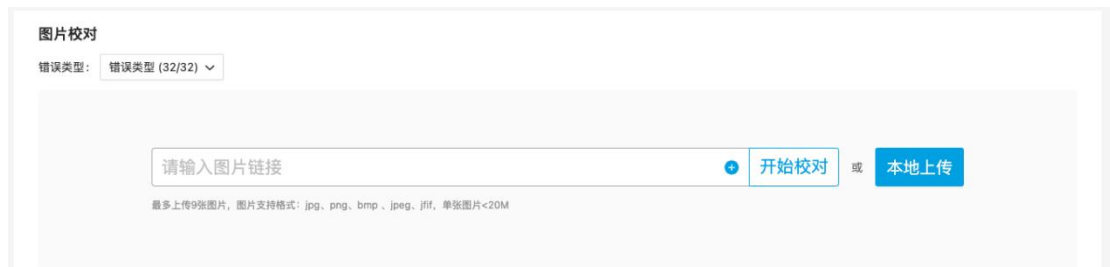 图片校对
错误类型： 错误类型 (32/32)
请输入图片链接 开始校对 或 本地上传
最多上传9张图片，图片支持格式：jpg、png、bmp 、jpeg、jfif，单张图片<20M